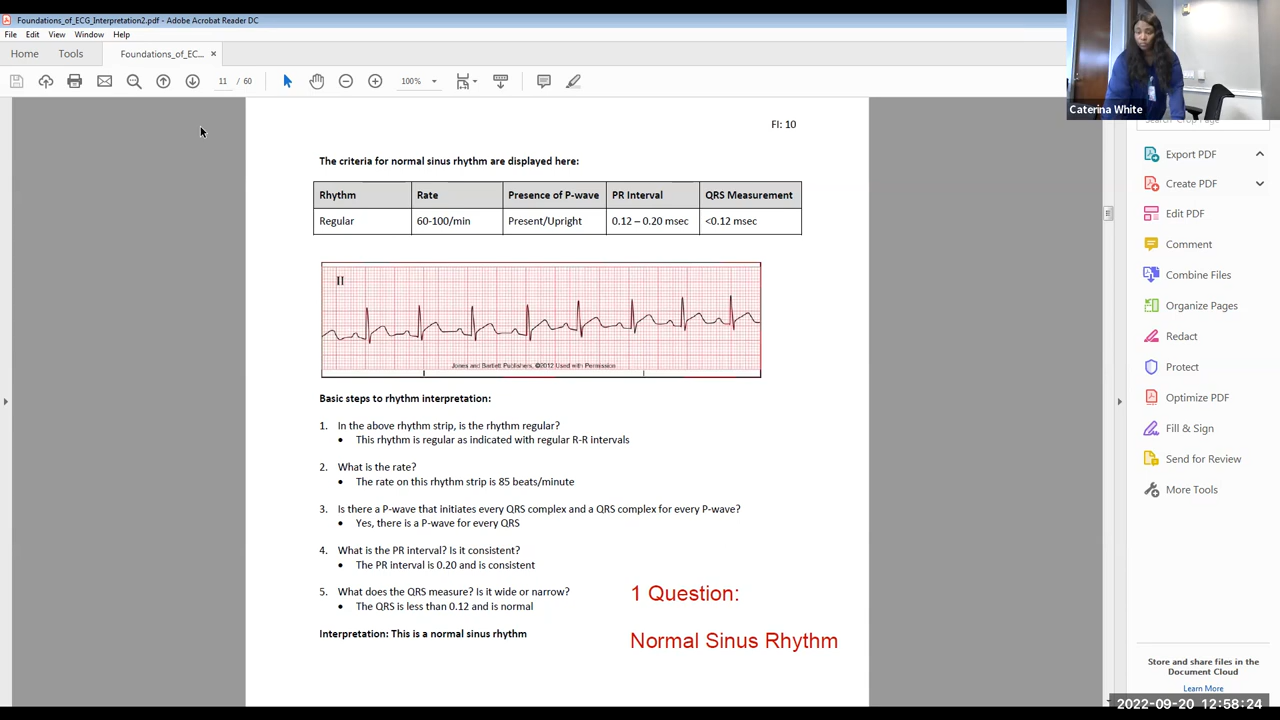 Foundations_of_ECG_Interpretation2.pdf - Adobe Acrobat Reader DC
File Edit View Window Help
Home Tools Foundations_of_EC... ×
11 / 60 100%
Caterina White
FI: 10
The criteria for normal sinus rhythm are displayed here:
Rhythm Rate Presence of P-wave PR Interval QRS Measurement
Regular 60-100/min Present/Upright 0.12 – 0.20 msec <0.12 msec
II
Jones and Bartlett Publishers, ©2012 Used with Permission
Basic steps to rhythm interpretation:
1. In the above rhythm strip, is the rhythm regular?
• This rhythm is regular as indicated with regular R-R intervals
2. What is the rate?
• The rate on this rhythm strip is 85 beats/minute
3. Is there a P-wave that initiates every QRS complex and a QRS complex for every P-wave?
• Yes, there is a P-wave for every QRS
4. What is the PR interval? Is it consistent?
• The PR interval is 0.20 and is consistent
5. What does the QRS measure? Is it wide or narrow?
• The QRS is less than 0.12 and is normal
Interpretation: This is a normal sinus rhythm
1 Question:
Normal Sinus Rhythm
Search 'Crop Page'
Export PDF
Create PDF
Edit PDF
Comment
Combine Files
Organize Pages
Redact
Protect
Optimize PDF
Fill & Sign
Send for Review
More Tools
Store and share files in the
Document Cloud
Learn More
2022-09-20 12:58:24